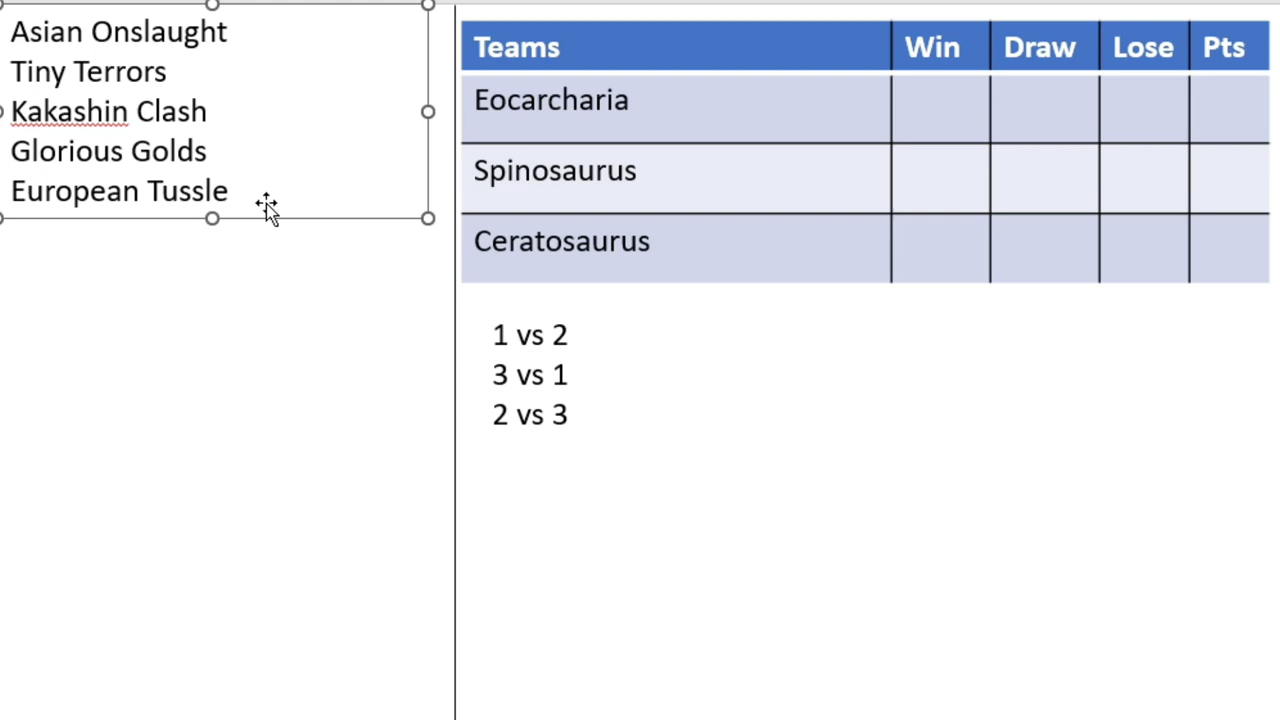 Asian Onslaught
Tiny Terrors
Kakashin Clash
Glorious Golds
European Tussle
Teams Win Draw Lose Pts
Eocarcharia
Spinosaurus
Ceratosaurus
1 vs 2
3 vs 1
2 vs 3